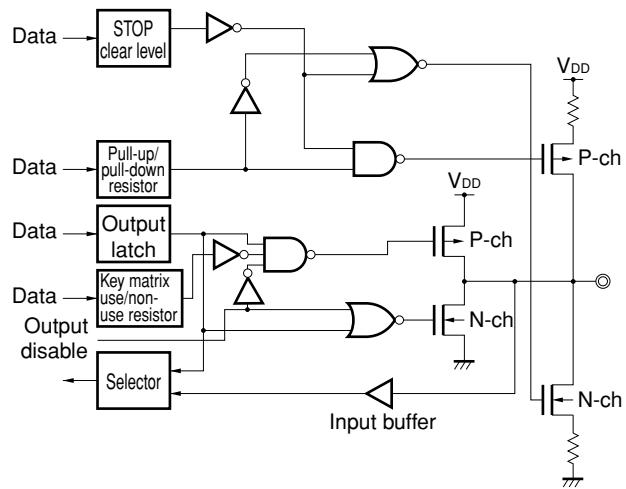 Data
STOP
clear level
VDD
Data
Pull-up/
pull-down
resistor
P-ch
VDD
Data
Output
latch
P-ch
Data
Key matrix
use/non-
use resistor
Output
disable
N-ch
Selector
Input buffer
N-ch